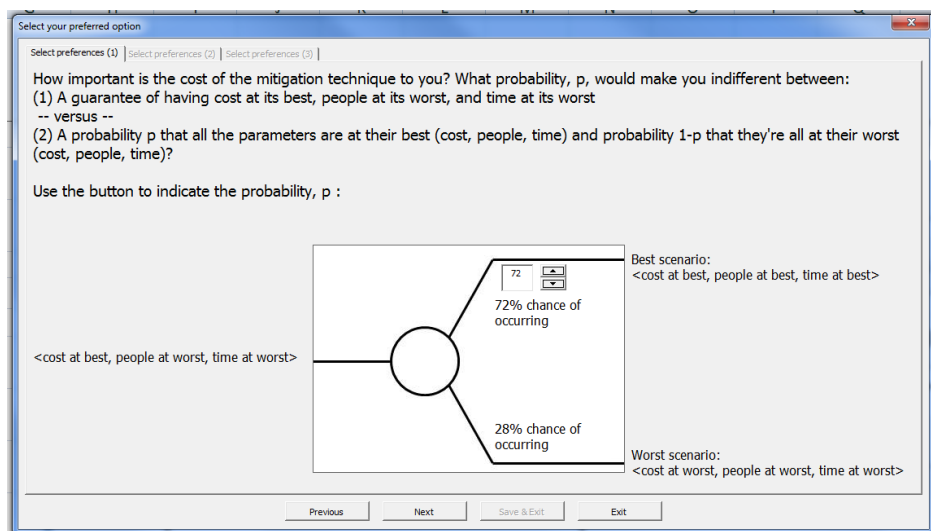 Select your preferred option
Select preferences (1) Select preferences (2) Select preferences (3)
How important is the cost of the mitigation technique to you? What probability, p, would make you indifferent between:
(1) A guarantee of having cost at its best, people at its worst, and time at its worst
-- versus --
(2) A probability p that all the parameters are at their best (cost, people, time) and probability 1-p that they're all at their worst
(cost, people, time)?
Use the button to indicate the probability, p :
Best scenario:
<cost at best, people at best, time at best>
72
72% chance of
occurring
<cost at best, people at worst, time at worst>
28% chance of
occurring
Worst scenario:
<cost at worst, people at worst, time at worst>
Previous Next Save & Exit Exit